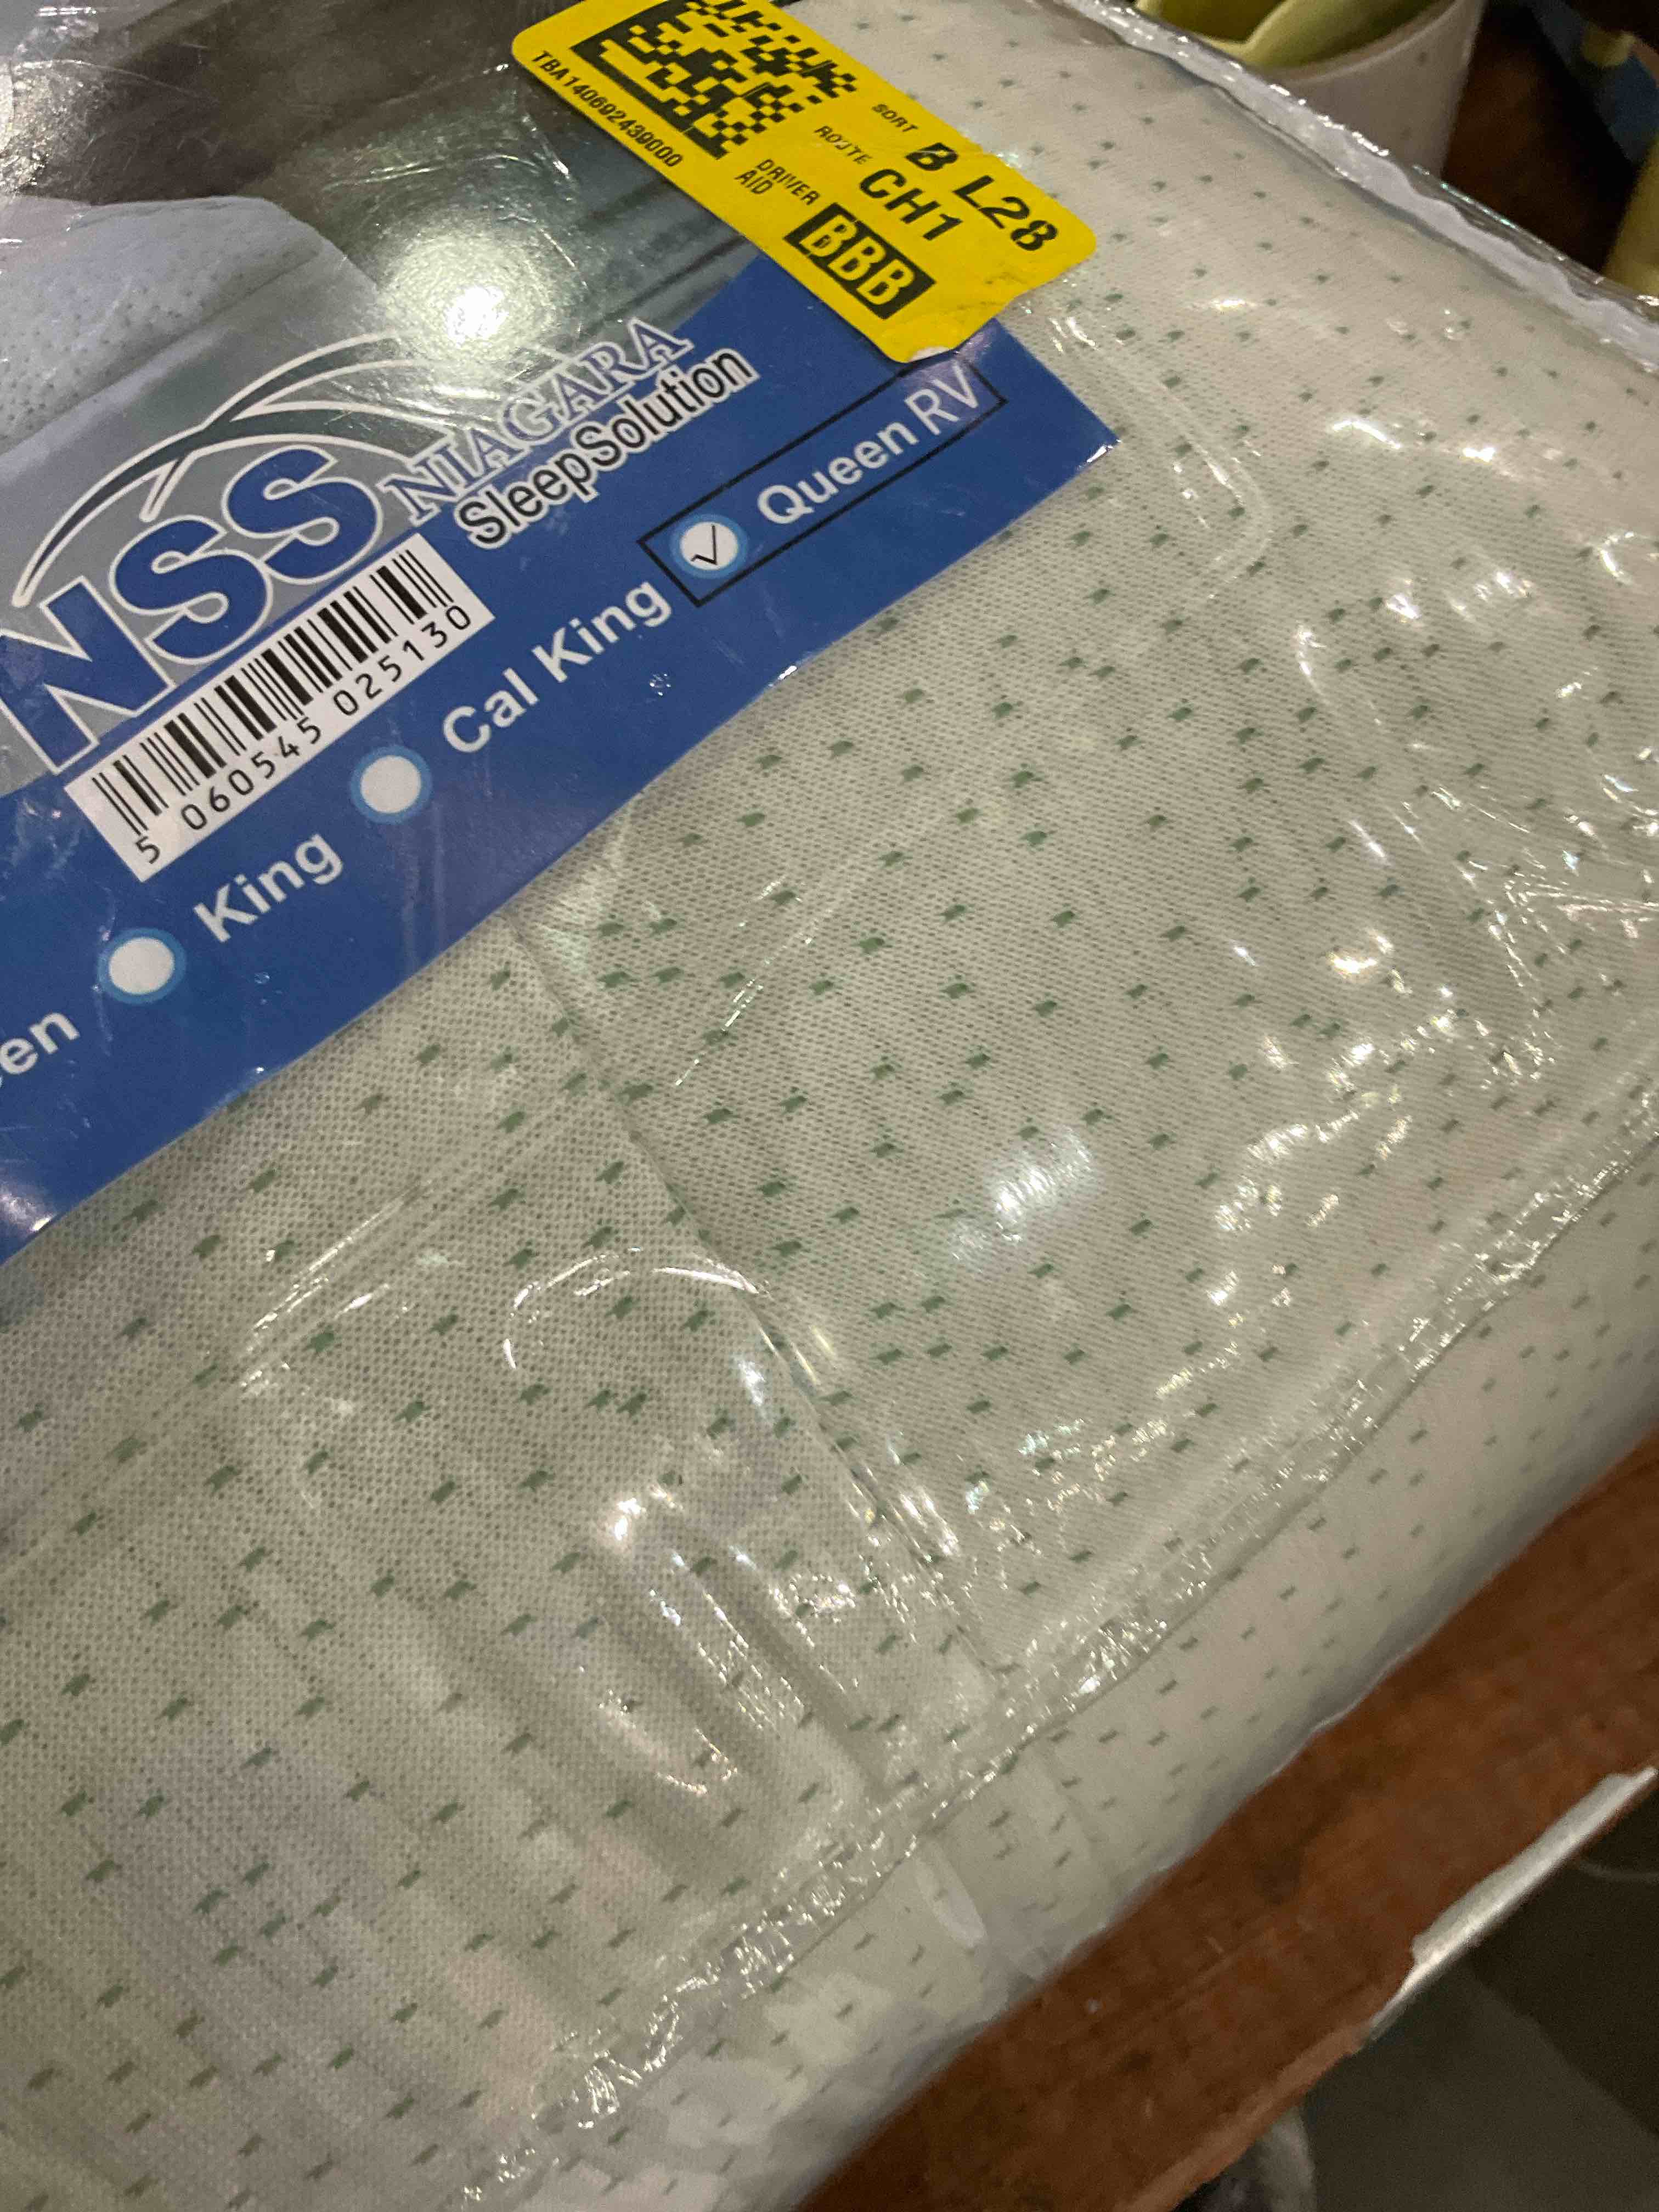 TBA140692439000
SORT
B L28
ROUTE
CH1
DRIVER
AID
BBB
NSS
NIAGARA
SleepSolution
5 060545 025130
een
King
Cal King
Queen RV